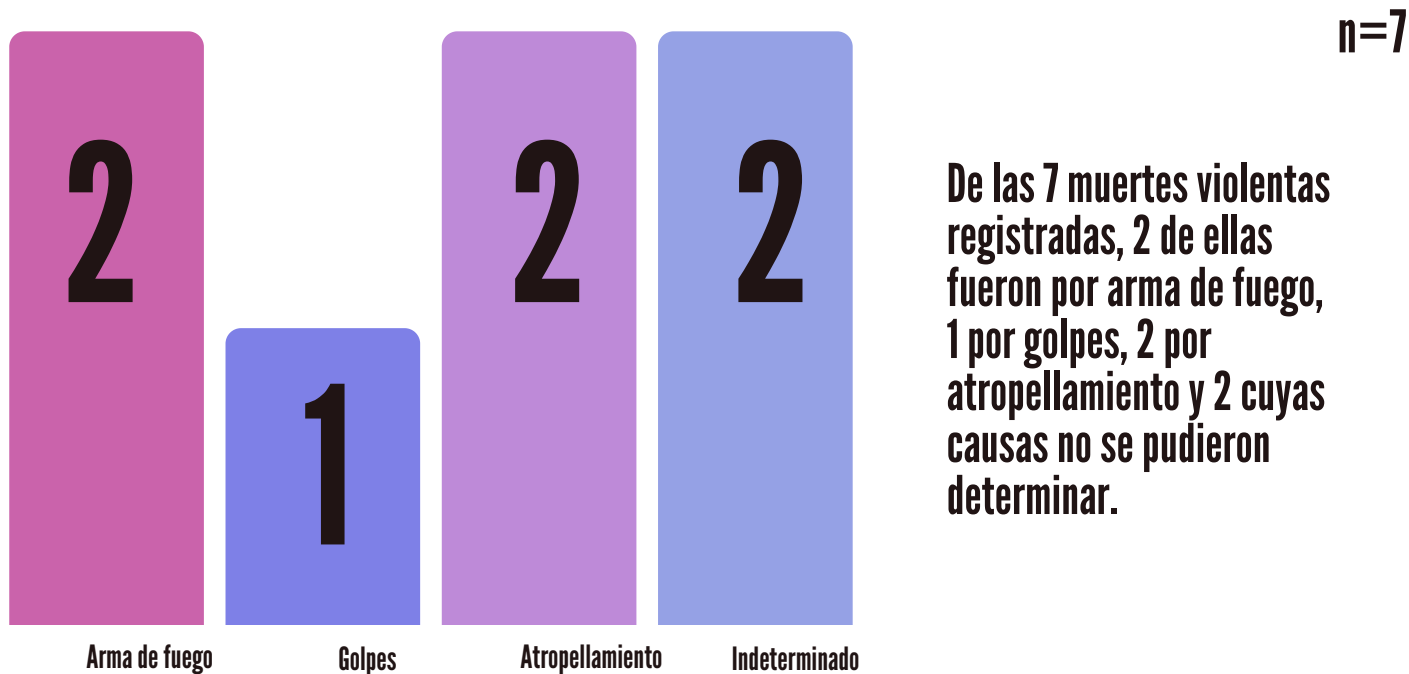 n=7
2
1
2
2
Arma de fuego
Golpes
Atropellamiento
Indeterminado
De las 7 muertes violentas
registradas, 2 de ellas
fueron por arma de fuego,
1 por golpes, 2 por
atropellamiento y 2 cuyas
causas no se pudieron
determinar.